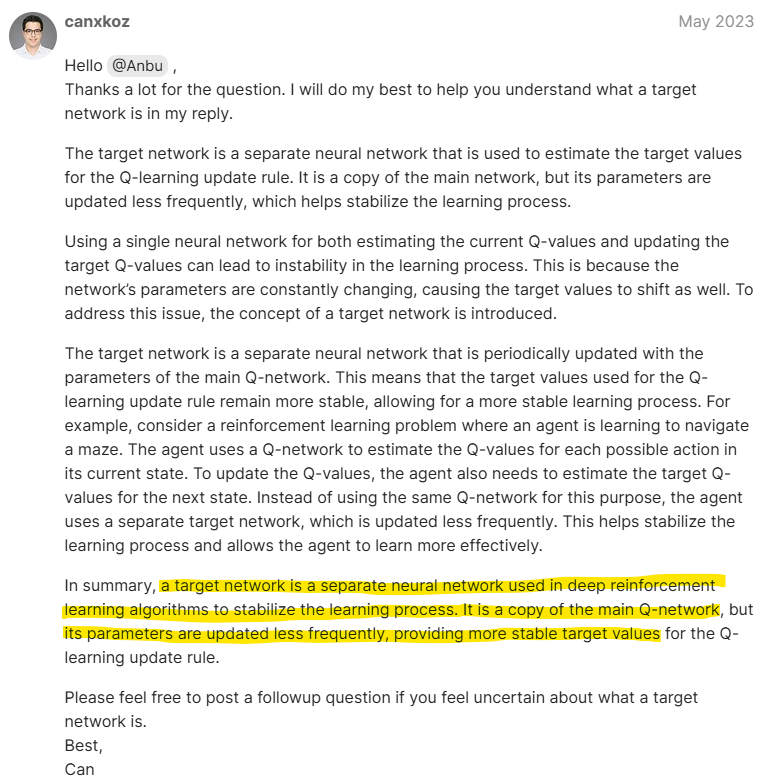 canxkoz
May 2023
Hello @Anbu ,
Thanks a lot for the question. I will do my best to help you understand what a target
network is in my reply.
The target network is a separate neural network that is used to estimate the target values
for the Q-learning update rule. It is a copy of the main network, but its parameters are
updated less frequently, which helps stabilize the learning process.
Using a single neural network for both estimating the current Q-values and updating the
target Q-values can lead to instability in the learning process. This is because the
network’s parameters are constantly changing, causing the target values to shift as well. To
address this issue, the concept of a target network is introduced.
The target network is a separate neural network that is periodically updated with the
parameters of the main Q-network. This means that the target values used for the Q-
learning update rule remain more stable, allowing for a more stable learning process. For
example, consider a reinforcement learning problem where an agent is learning to navigate
a maze. The agent uses a Q-network to estimate the Q-values for each possible action in
its current state. To update the Q-values, the agent also needs to estimate the target Q-
values for the next state. Instead of using the same Q-network for this purpose, the agent
uses a separate target network, which is updated less frequently. This helps stabilize the
learning process and allows the agent to learn more effectively.
In summary, a target network is a separate neural network used in deep reinforcement
learning algorithms to stabilize the learning process. It is a copy of the main Q-network, but
its parameters are updated less frequently, providing more stable target values for the Q-
learning update rule.
Please feel free to post a followup question if you feel uncertain about what a target
network is.
Best,
Can